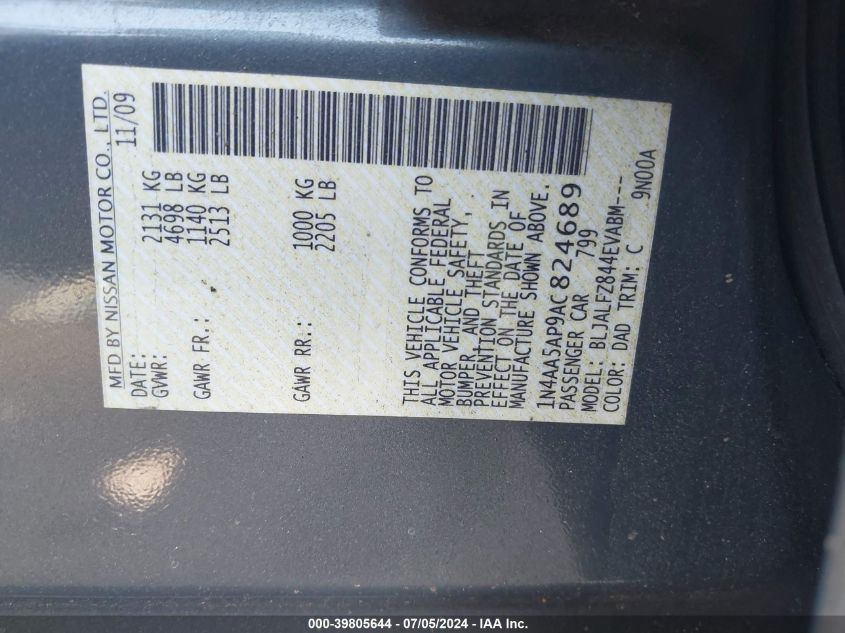 MFD BY NISSAN MOTOR CO., LTD.
DATE: 11/09
GVWR: 2131 KG
4698 LB
GAWR FR.: 1140 KG
2513 LB
GAWR RR.: 1000 KG
2205 LB
THIS VEHICLE CONFORMS TO
ALL APPLICABLE FEDERAL
MOTOR VEHICLE SAFETY,
BUMPER, AND THEFT
PREVENTION STANDARDS IN
EFFECT ON THE DATE OF
MANUFACTURE SHOWN ABOVE.
1N4AA5AP9AC824689
PASSENGER CAR 799
MODEL: BLJALF2844EVABM---
COLOR: DAD TRIM: C 9N00A
000-39805644 / 07/05/2024 / IAA Inc.